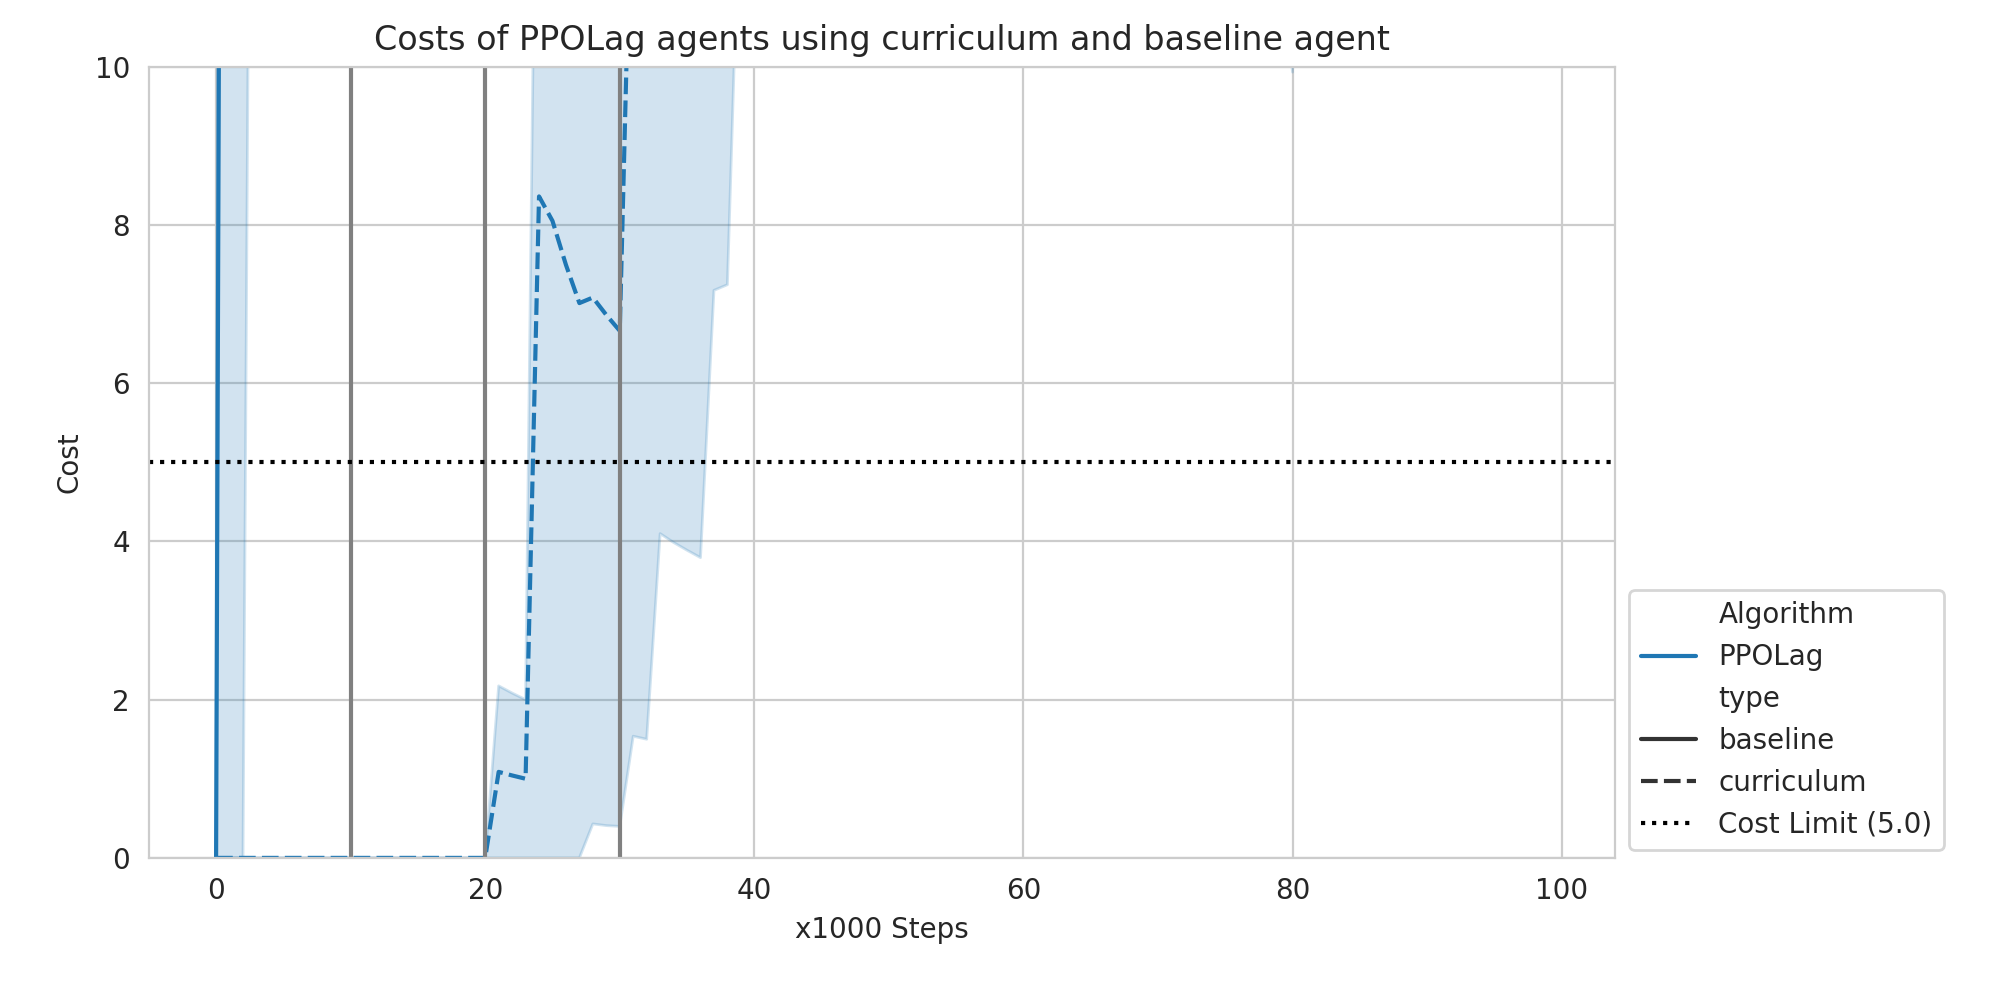 Costs of PPOLag agents using curriculum and baseline agent
10
8
6
4
2
0
Cost
0 20 40 60 80 100
x1000 Steps
Algorithm
PPOLag
type
baseline
curriculum
Cost Limit (5.0)